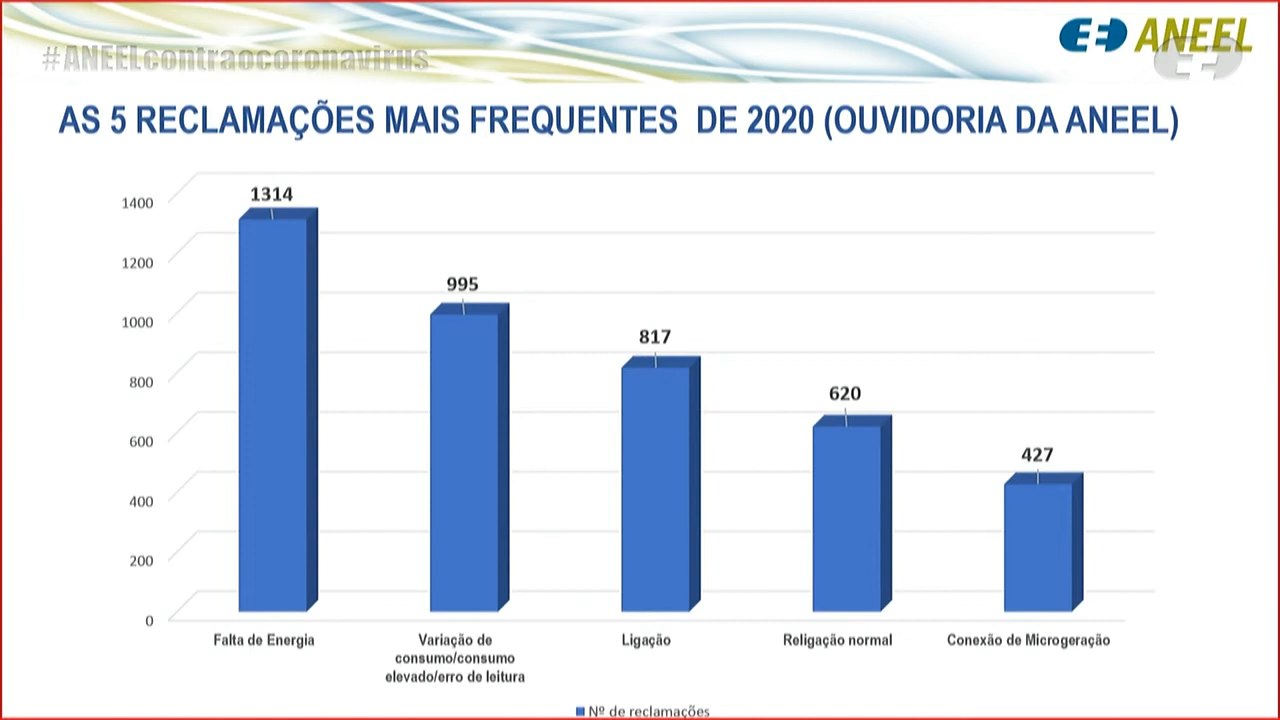 #ANEELcontraocoronavirus
ANEEL
AS 5 RECLAMAÇÕES MAIS FREQUENTES DE 2020 (OUVIDORIA DA ANEEL)
1400
1200
1000
800
600
400
200
0
1314
995
817
620
427
Falta de Energia
Variação de
consumo/consumo
elevado/erro de leitura
Ligação
Religação normal
Conexão de Microgeração
Nº de reclamações